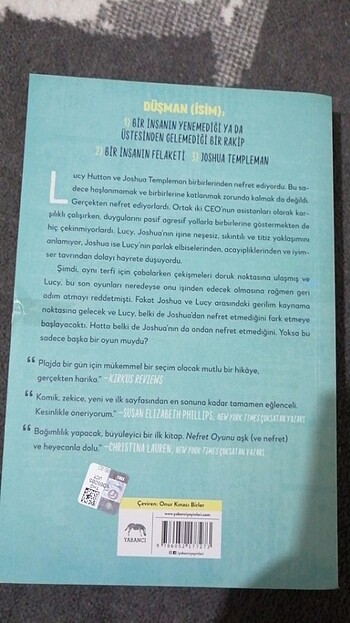 DÜŞMAN (İSİM):
1) BİR İNSANIN YENEMEDİĞİ YA DA
ÜSTESİNDEN GELEMEDİĞİ BİR RAKİP
2) BİR İNSANIN FELAKETİ 3) JOSHUA TEMPLEMAN
Lucy Hutton ve Joshua Templeman birbirlerinden nefret ediyordu. Bu sa-
dece hoşlanmamak ve birbirlerine katlanmak zorunda kalmak da değildi.
Gerçekten nefret ediyorlardı. Ortak iki CEO'nun asistanları olarak kar-
şılıklı çalışırken, duygularını pasif agresif yollarla birbirlerine göstermekten de
hiç çekinmiyorlardı. Lucy, Joshua'nın işine neşesiz, sıkıntılı ve titiz yaklaşımını
anlamıyor, Joshua ise Lucy'nin parlak elbiselerinden, acayipliklerinden ve iyim-
ser tavrından dolayı hayrete düşüyordu.
Şimdi, aynı terfi için çabalarken çekişmeleri doruk noktasına ulaşmış ve
Lucy, bu son oyunları neredeyse onu işinden edecek olmasına rağmen geri
adım atmayı reddetmişti. Fakat Joshua ve Lucy arasındaki gerilim kaynama
noktasına gelecek ve Lucy, belki de Joshua'dan nefret etmediğini fark etmeye
başlayacaktı. Hatta belki de Joshua'nın da ondan nefret etmediğini. Yoksa bu
sadece başka bir oyun muydu?
“ Plajda bir gün için mükemmel bir seçim olacak mutlu bir hikâye,
gerçekten harika.” —KIRKUS REVIEWS
“ Komik, zekice, yeni ve ilk sayfasından en sonuna kadar tamamen eğlenceli.
Kesinlikle öneriyorum.” —SUSAN ELIZABETH PHILLIPS, NEW YORK TIMES ÇOKSATAN YAZARI
“ Bağımlılık yapacak, büyüleyici bir ilk kitap. Nefret Oyunu aşk (ve nefret)
ve heyecanla dolu.” —CHRISTINA LAUREN, NEW YORK TIMES ÇOKSATAN YAZARI
Çeviren: Onur Kınacı Birler
www.yabanciyayinlari.com
YABANCI
/yabanciyayinlari